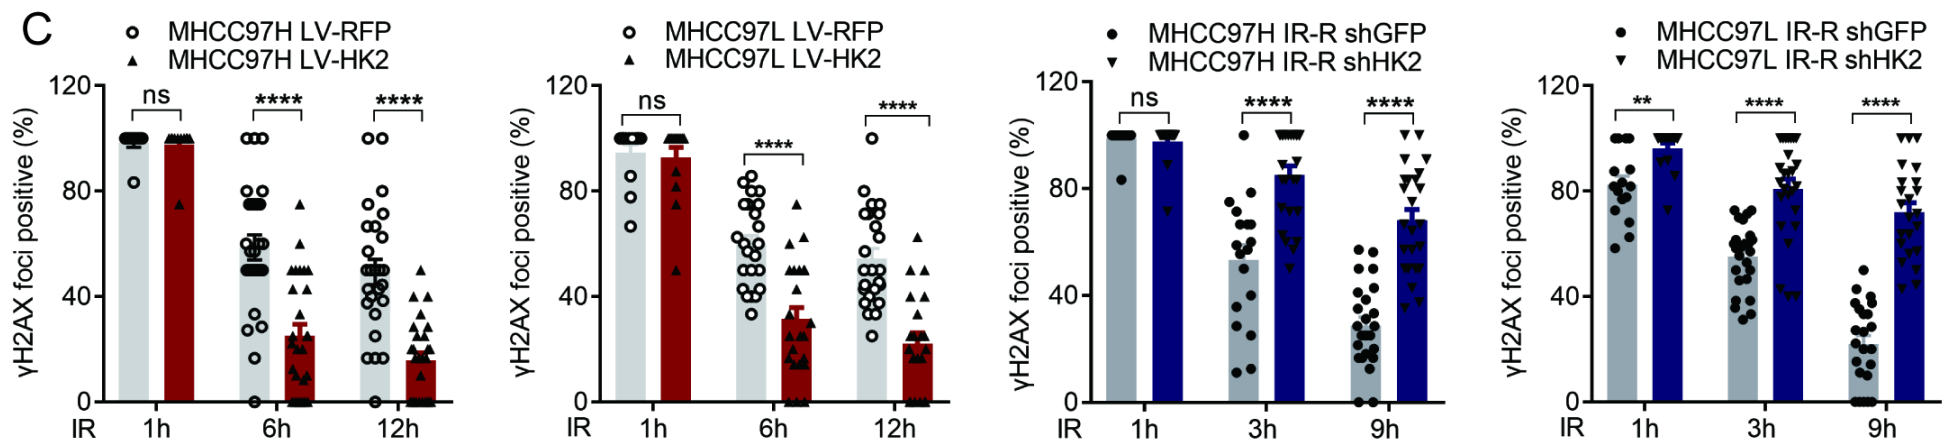 C
MHCC97H LV-RFP
MHCC97H LV-HK2
γH2AX foci positive (%)
120
80
40
0
ns
****
****
IR 1h 6h 12h
MHCC97L LV-RFP
MHCC97L LV-HK2
γH2AX foci positive (%)
120
80
40
0
ns
****
****
IR 1h 6h 12h
MHCC97H IR-R shGFP
MHCC97H IR-R shHK2
γH2AX foci positive (%)
120
80
40
0
ns
****
****
IR 1h 3h 9h
MHCC97L IR-R shGFP
MHCC97L IR-R shHK2
γH2AX foci positive (%)
120
80
40
0
**
****
****
IR 1h 3h 9h